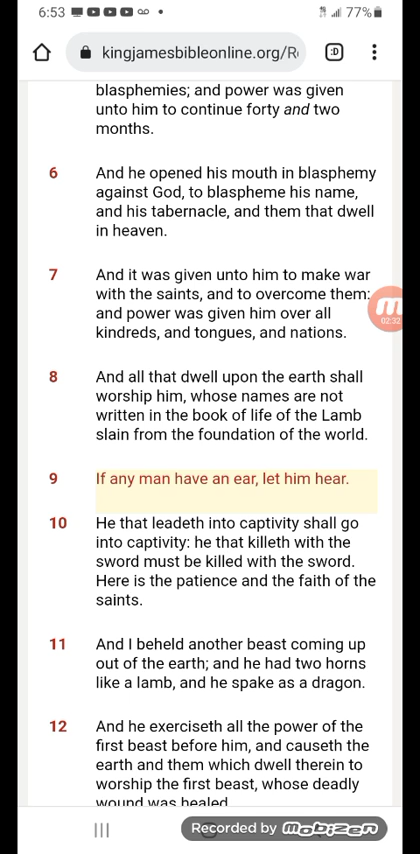 6:53 77%
kingjamesbibleonline.org/R
:D
blasphemies; and power was given
unto him to continue forty and two
months.
6 And he opened his mouth in blasphemy
against God, to blaspheme his name,
and his tabernacle, and them that dwell
in heaven.
7 And it was given unto him to make war
with the saints, and to overcome them:
and power was given him over all
kindreds, and tongues, and nations.
02:32
8 And all that dwell upon the earth shall
worship him, whose names are not
written in the book of life of the Lamb
slain from the foundation of the world.
9 If any man have an ear, let him hear.
10 He that leadeth into captivity shall go
into captivity: he that killeth with the
sword must be killed with the sword.
Here is the patience and the faith of the
saints.
11 And I beheld another beast coming up
out of the earth; and he had two horns
like a lamb, and he spake as a dragon.
12 And he exerciseth all the power of the
first beast before him, and causeth the
earth and them which dwell therein to
worship the first beast, whose deadly
wound was healed
Recorded by mobizen